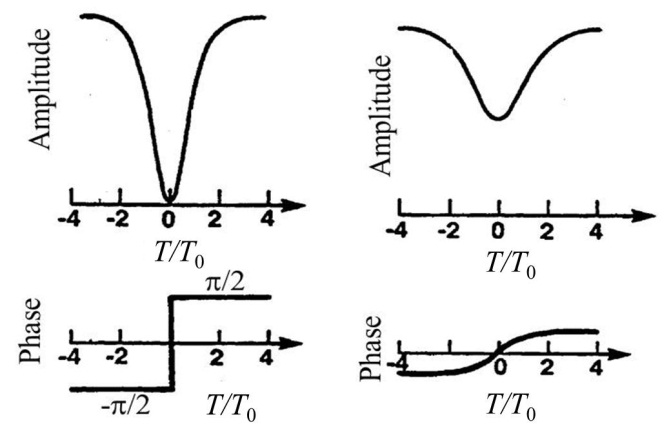 Amplitude
-4 -2 0 2 4
T/T0
Amplitude
-4 -2 0 2 4
T/T0
Phase
π/2
-4 -2 2 4
-π/2
T/T0
Phase
-4 0 2 4
T/T0